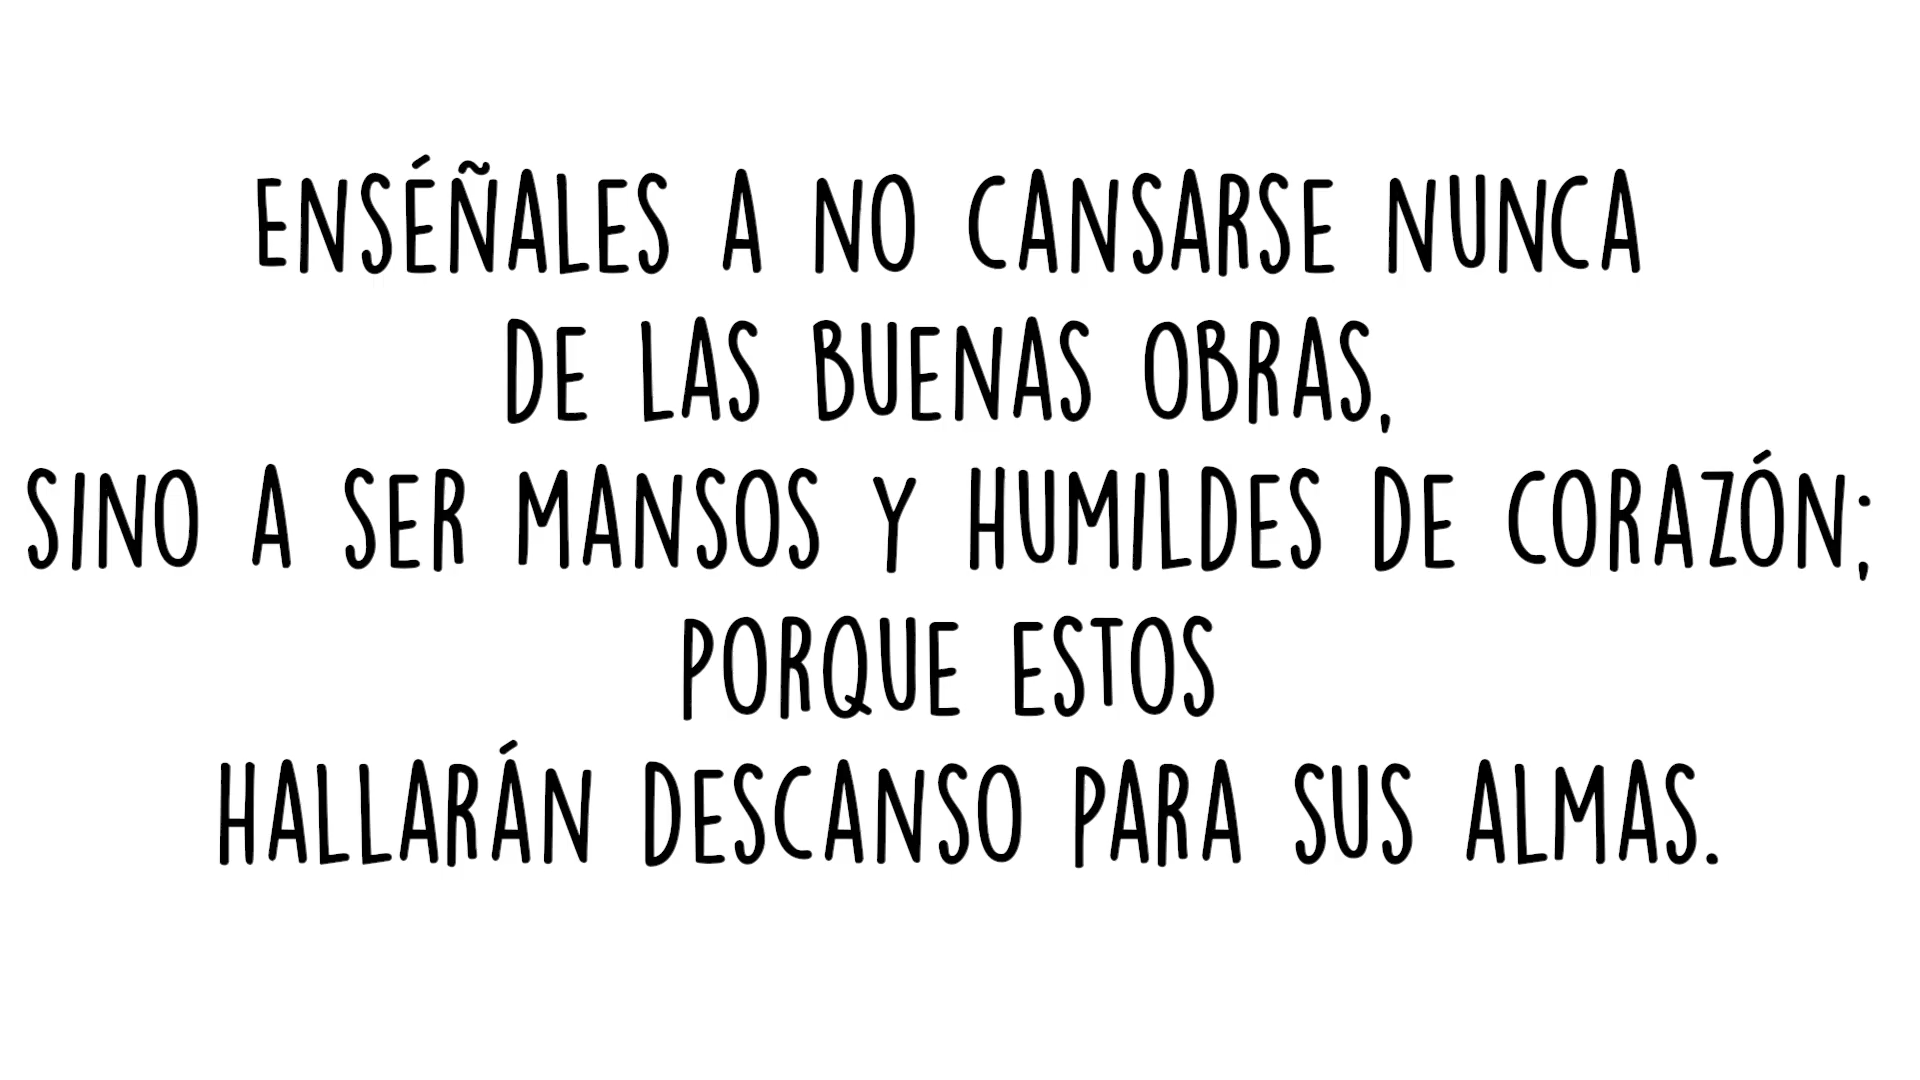 ENSÉÑALES A NO CANSARSE NUNCA
DE LAS BUENAS OBRAS,
SINO A SER MANSOS Y HUMILDES DE CORAZÓN;
PORQUE ESTOS
HALLARÁN DESCANSO PARA SUS ALMAS.